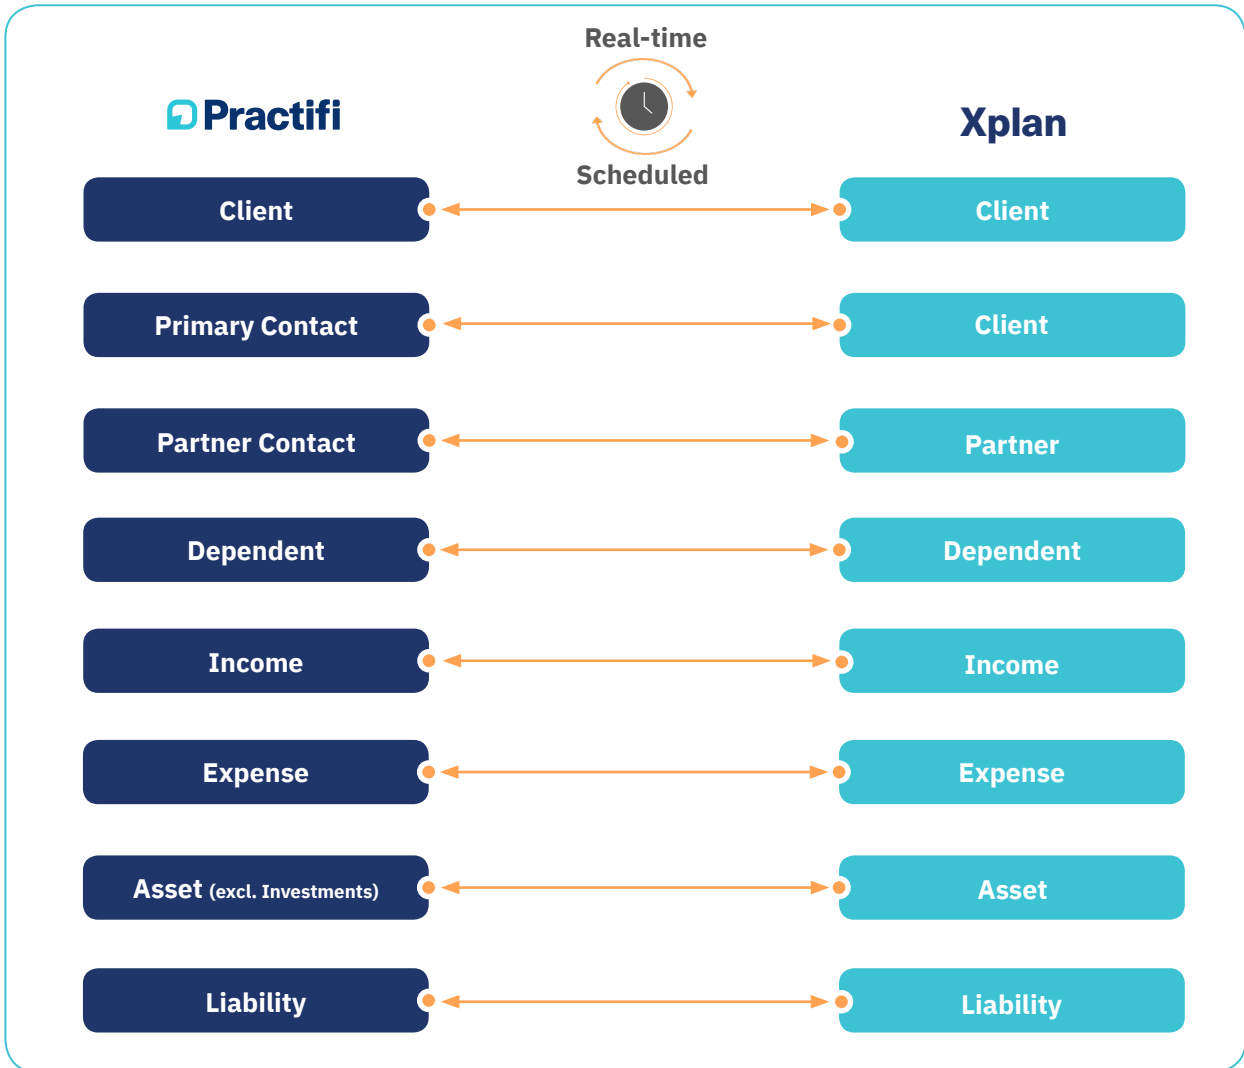 Real-time
Practifi
Xplan
Scheduled
Client
Client
Primary Contact
Client
Partner Contact
Partner
Dependent
Dependent
Income
Income
Expense
Expense
Asset (excl. Investments)
Asset
Liability
Liability